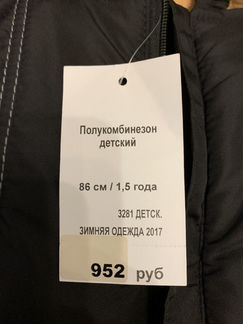 Полукомбинезон
детский
86 см / 1,5 года
3281 ДЕТСК.
ЗИМНЯЯ ОДЕЖДА 2017
952 руб